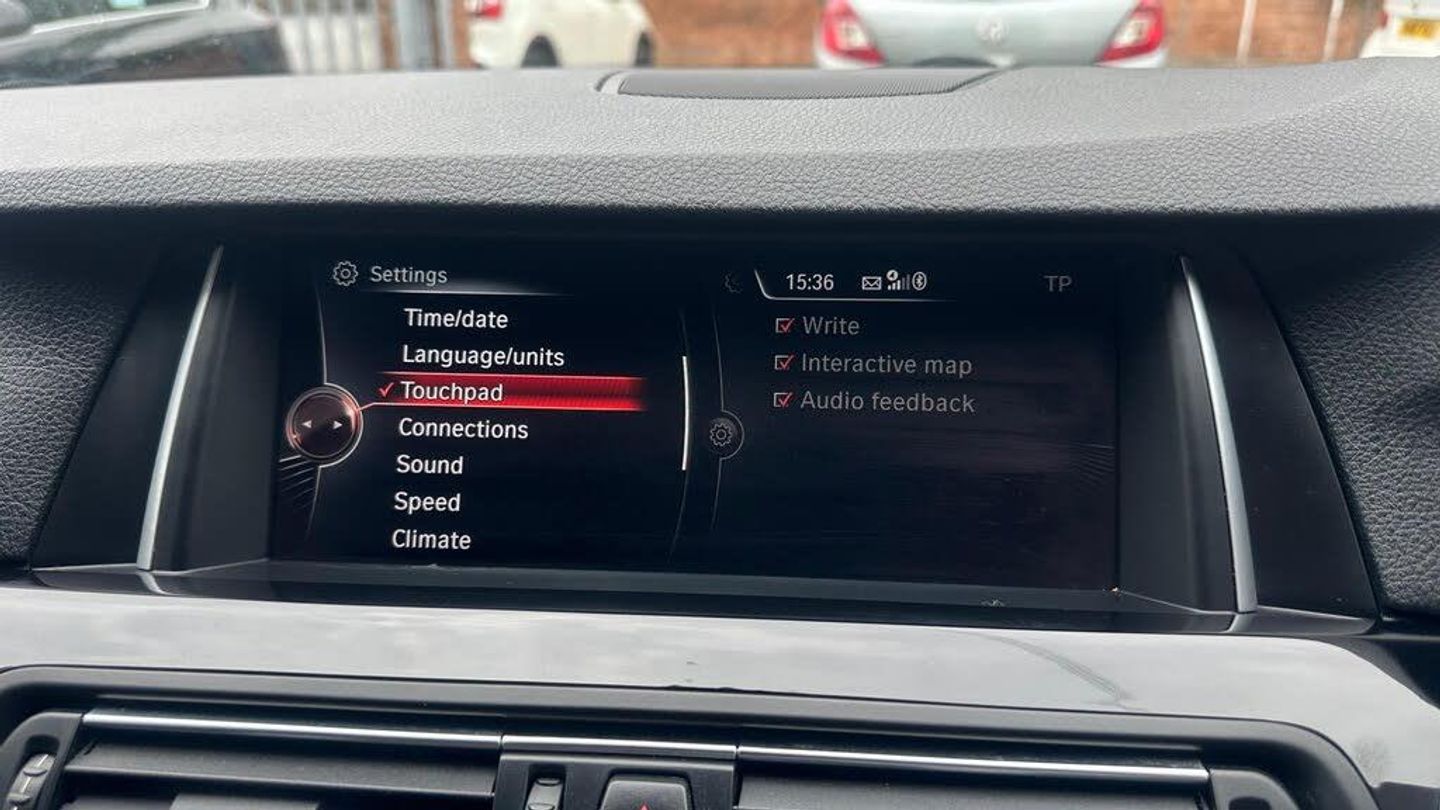 Settings
Time/date
Language/units
Touchpad
Connections
Sound
Speed
Climate
15:36
TP
Write
Interactive map
Audio feedback